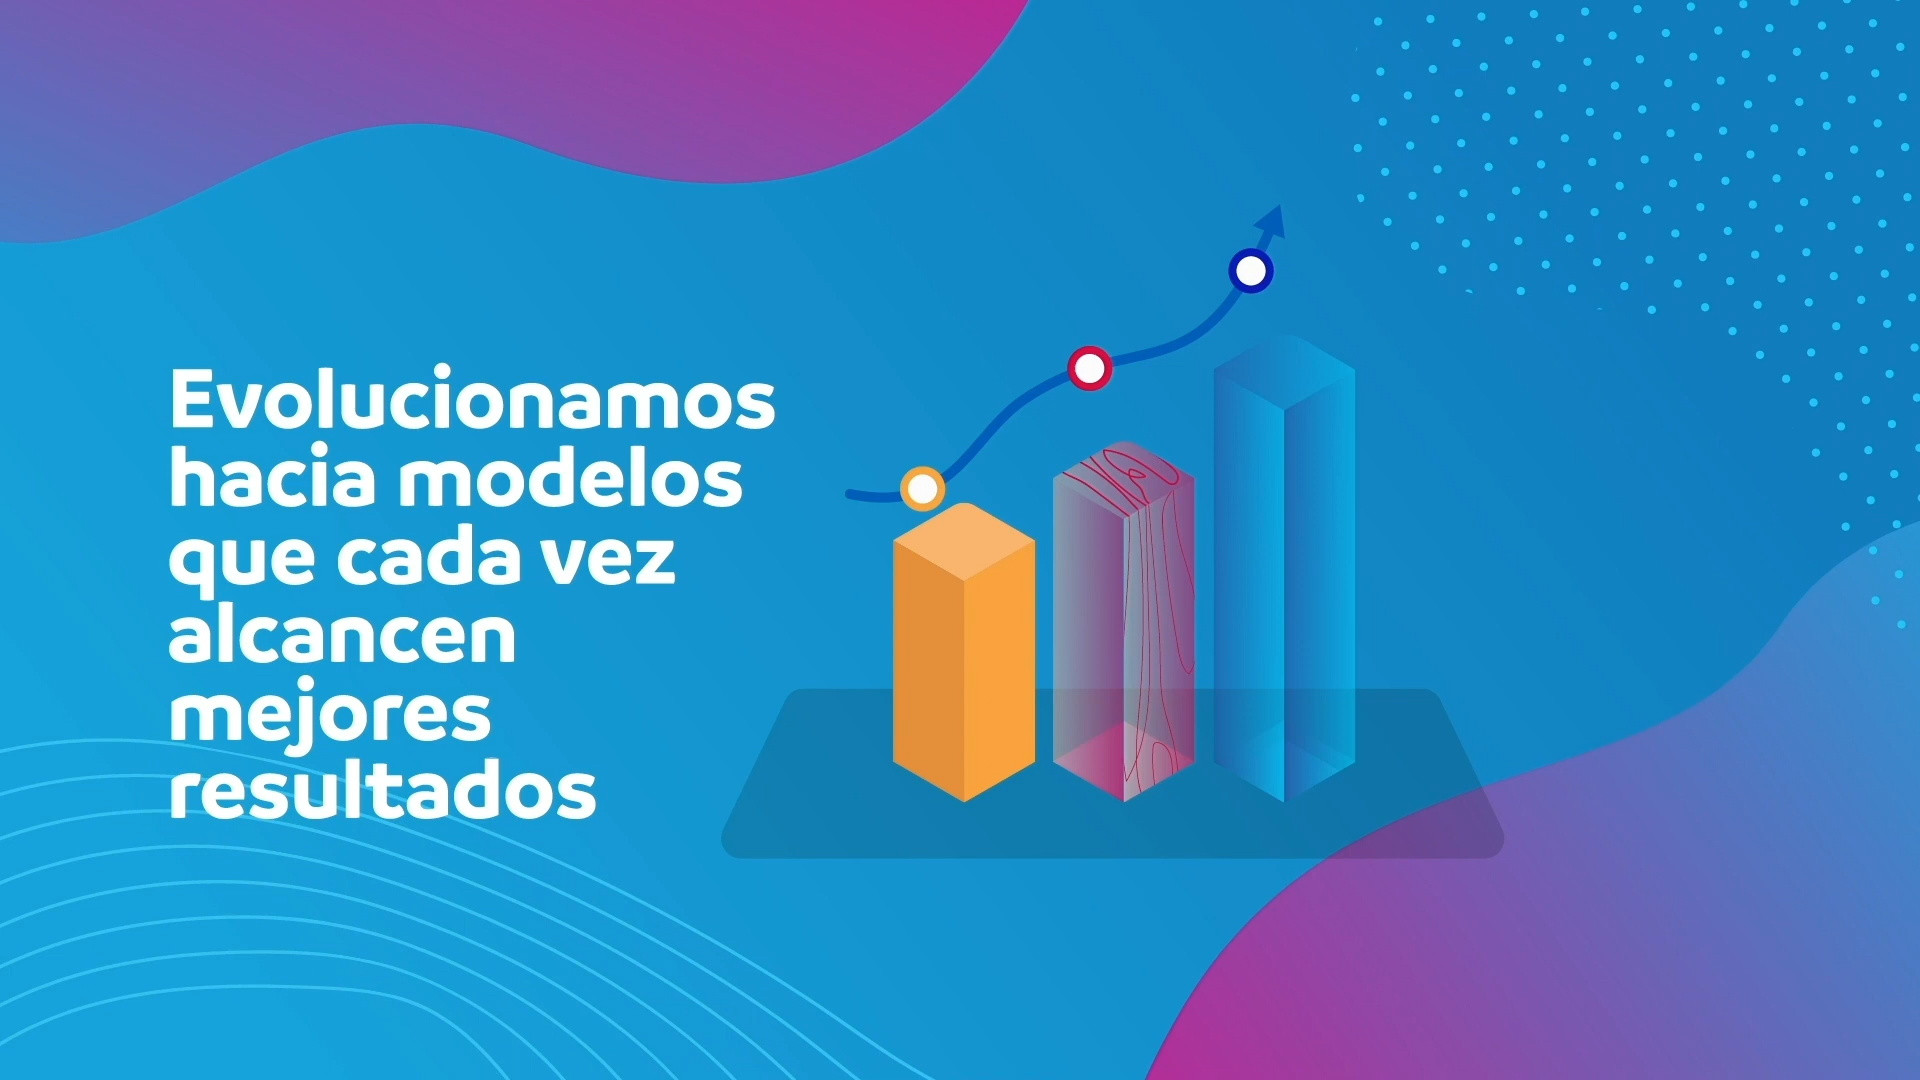 Evolucionamos
hacia modelos
que cada vez
alcancen
mejores
resultados